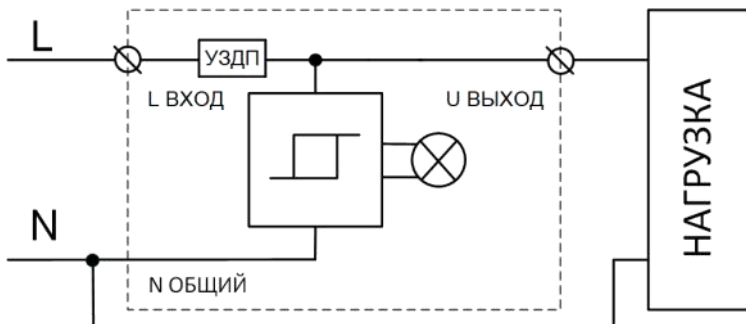 L
УЗДП
L ВХОД
U ВЫХОД
N
N ОБЩИЙ
НАГРУЗКА